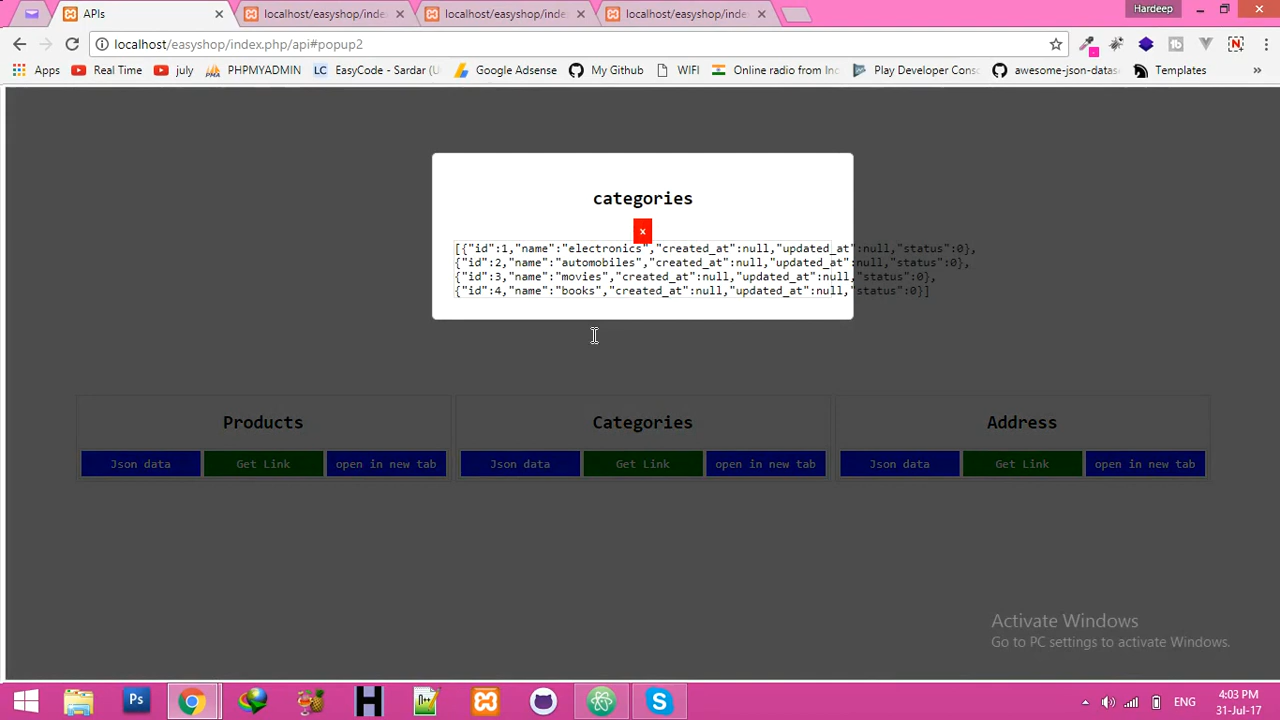 Hardeep
APIs
localhost/easyshop/inde
localhost/easyshop/inde
localhost/easyshop/inde
localhost/easyshop/index.php/api#popup2
Apps Real Time july PHPMYADMIN LC EasyCode - Sardar (U Google Adsense My Github WIFI Online radio from Ind Play Developer Conso awesome-json-datase Templates »
categories
x
[{"id":1,"name":"electronics","created_at":null,"updated_at":null,"status":0},
{"id":2,"name":"automobiles","created_at":null,"updated_at":null,"status":0},
{"id":3,"name":"movies","created_at":null,"updated_at":null,"status":0},
{"id":4,"name":"books","created_at":null,"updated_at":null,"status":0}]
Products Categories Address
Json data Get Link open in new tab Json data Get Link open in new tab Json data Get Link open in new tab
Activate Windows
Go to PC settings to activate Windows.
Ps
ENG
4:03 PM
31-Jul-17